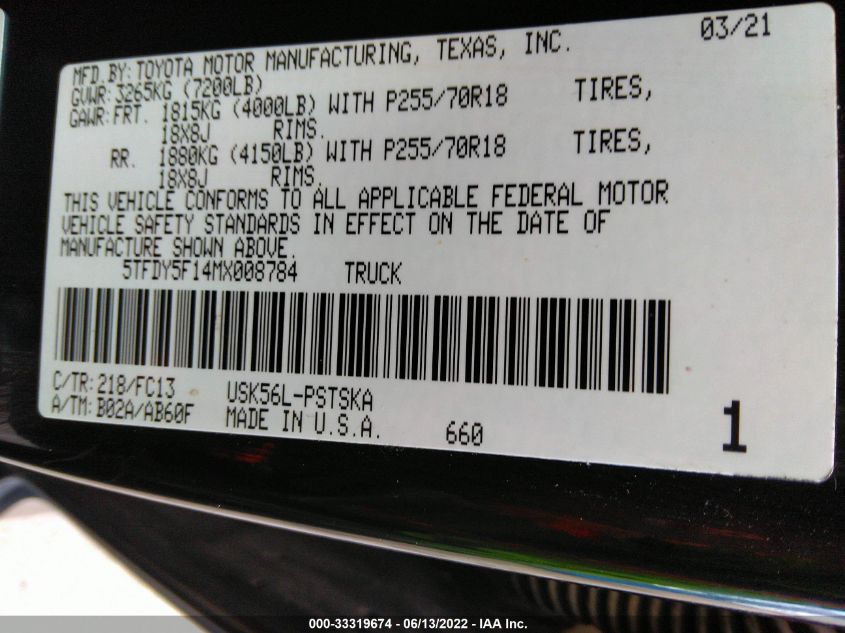 03/21
MFD.BY: TOYOTA MOTOR MANUFACTURING, TEXAS, INC.
GVWR: 3265KG (7200LB)
GAWR: FRT. 1815KG (4000LB) WITH P255/70R18 TIRES,
18X8J RIMS.
RR. 1880KG (4150LB) WITH P255/70R18 TIRES,
18X8J RIMS.
THIS VEHICLE CONFORMS TO ALL APPLICABLE FEDERAL MOTOR
VEHICLE SAFETY STANDARDS IN EFFECT ON THE DATE OF
MANUFACTURE SHOWN ABOVE.
5TFDY5F14MX008784 TRUCK
C/TR: 218/FC13 USK56L-PSTSKA
A/TM: B02A/AB60F MADE IN U.S.A. 660 1
000-33319674 - 06/13/2022 - IAA Inc.